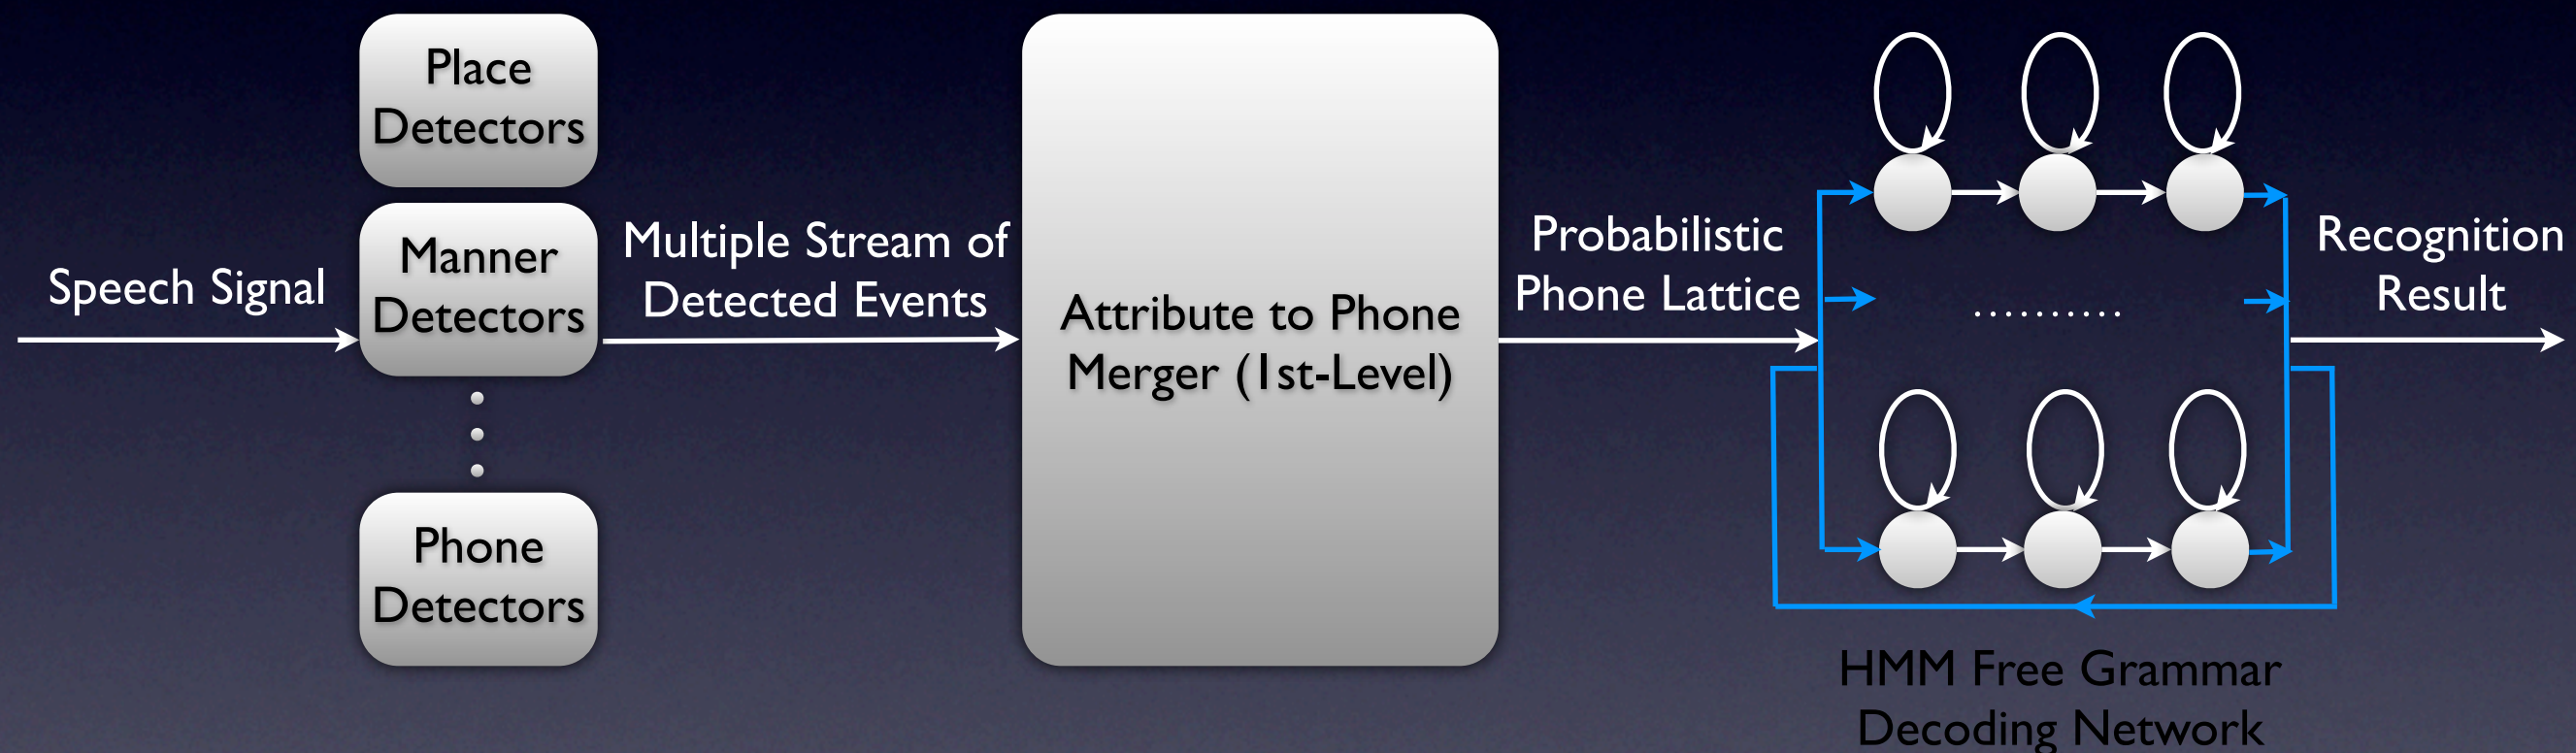 Place
Detectors
Speech Signal
Manner
Detectors
Phone
Detectors
Multiple Stream of
Detected Events
Attribute to Phone
Merger (1st-Level)
Probabilistic
Phone Lattice
..........
HMM Free Grammar
Decoding Network
Recognition
Result